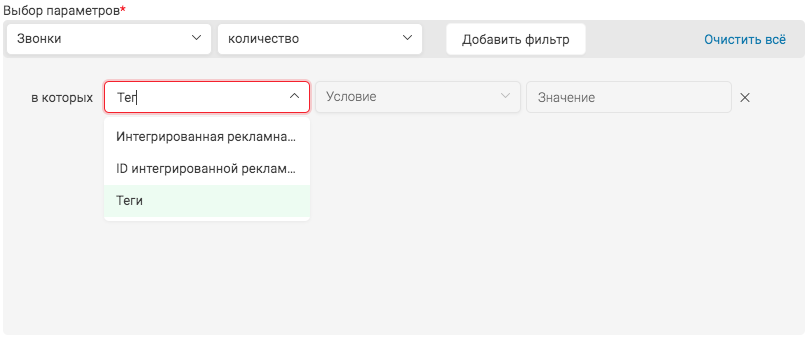 Выбор параметров*
Звонки количество Добавить фильтр Очистить всё
в которых Тег Условие Значение
Интегрированная рекламна...
ID интегрированной реклам...
Теги